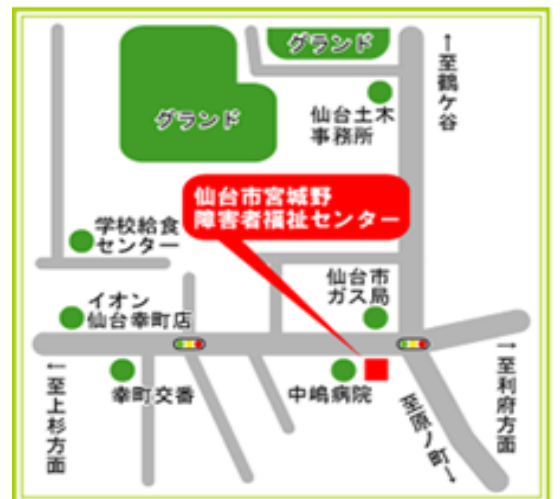 グランド
グランド
↑至鶴ケ谷
仙台土木
事務所
仙台市宮城野
障害者福祉センター
学校給食
センター
仙台市
ガス局
イオン
仙台幸町店
幸町交番
中嶋病院
←至上杉方面
至原ノ町→
→至利府方面